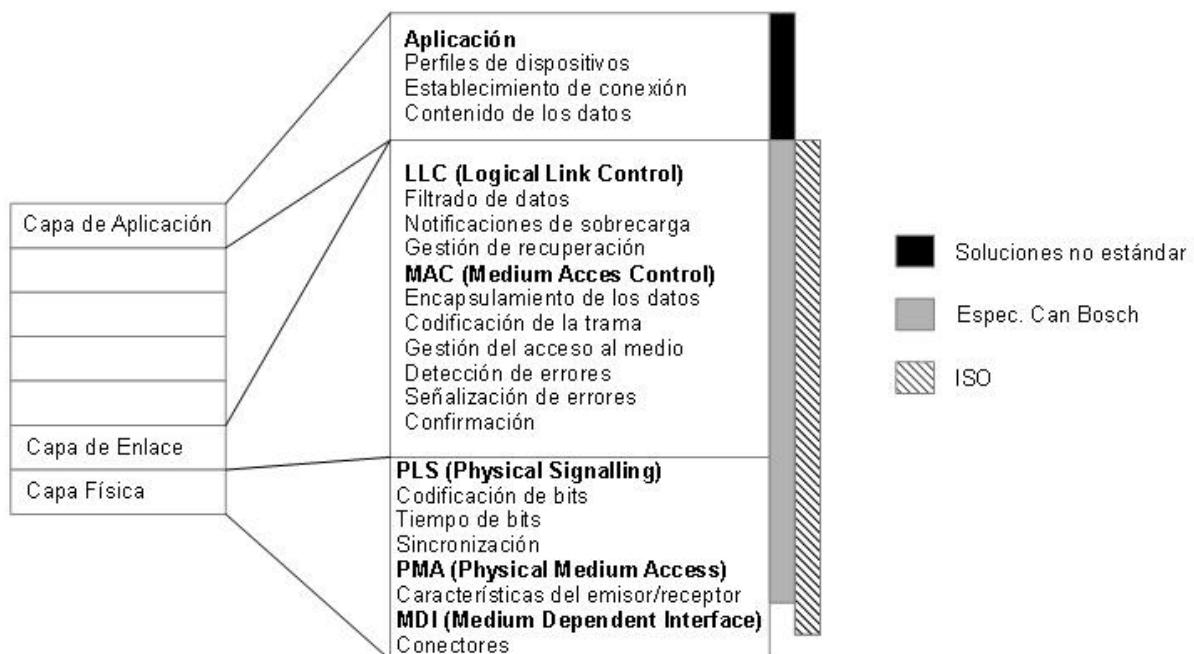 Aplicación
Perfiles de dispositivos
Establecimiento de conexión
Contenido de los datos
LLC (Logical Link Control)
Filtrado de datos
Notificaciones de sobrecarga
Gestión de recuperación
MAC (Medium Acces Control)
Encapsulamiento de los datos
Codificación de la trama
Gestión del acceso al medio
Detección de errores
Señalización de errores
Confirmación
PLS (Physical Signalling)
Codificación de bits
Tiempo de bits
Sincronización
PMA (Physical Medium Access)
Características del emisor/receptor
MDI (Medium Dependent Interface)
Conectores
Capa de Aplicación
Capa de Enlace
Capa Física
Soluciones no estándar
Espec. Can Bosch
ISO